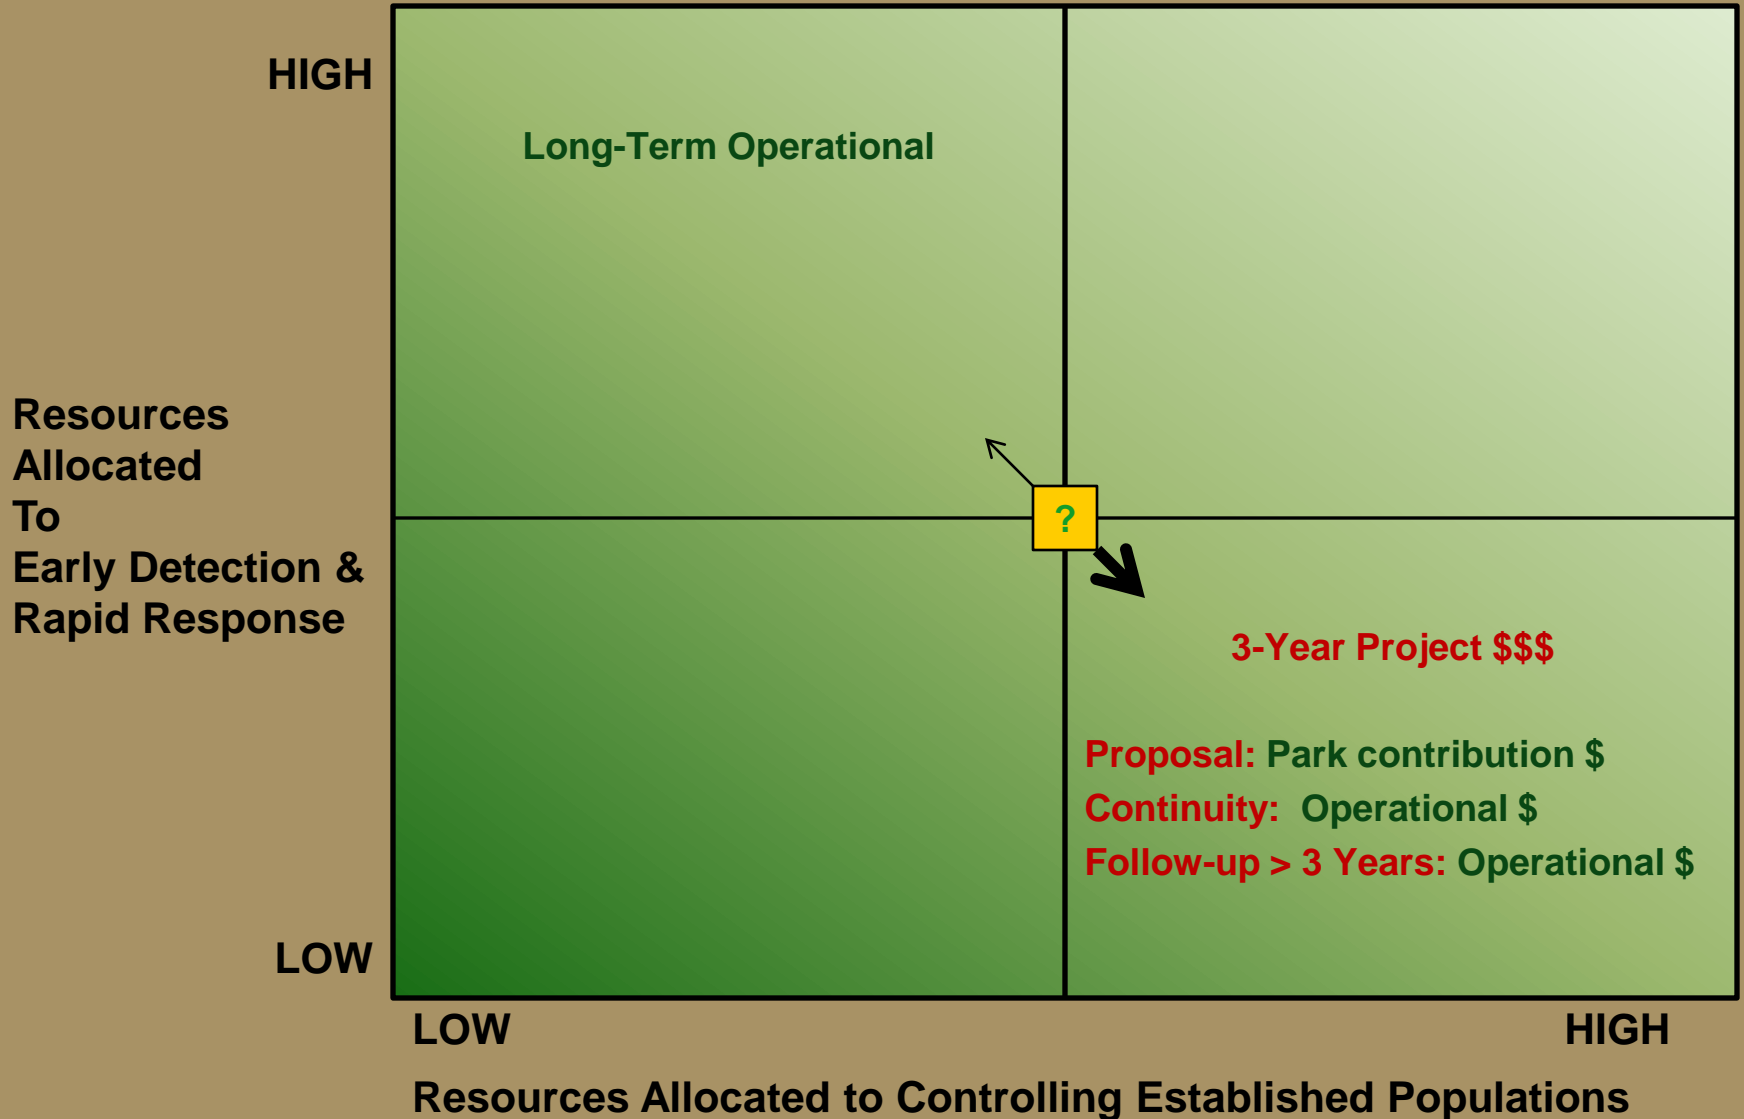 HIGH
Long-Term Operational
Resources
Allocated
To
Early Detection &
Rapid Response
?
3-Year Project $$$
Proposal: Park contribution $
Continuity: Operational $
Follow-up > 3 Years: Operational $
LOW
LOW
HIGH
Resources Allocated to Controlling Established Populations